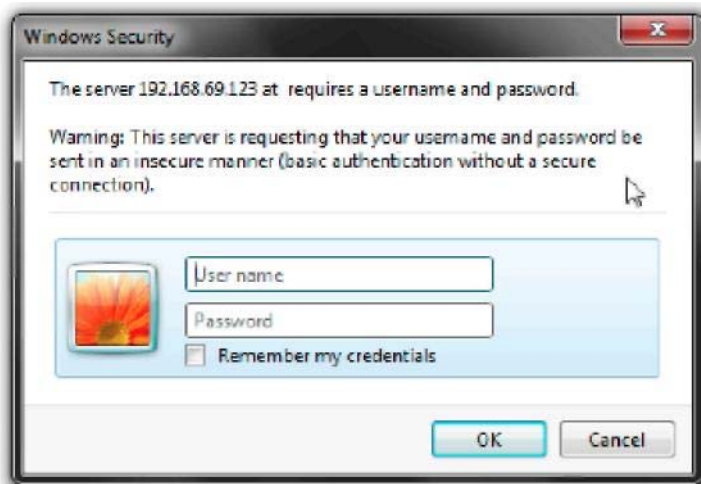 Windows Security
The server 192.168.69.123 at  requires a username and password.
Warning: This server is requesting that your username and password be
sent in an insecure manner (basic authentication without a secure
connection).
User name
Password
Remember my credentials
OK
Cancel